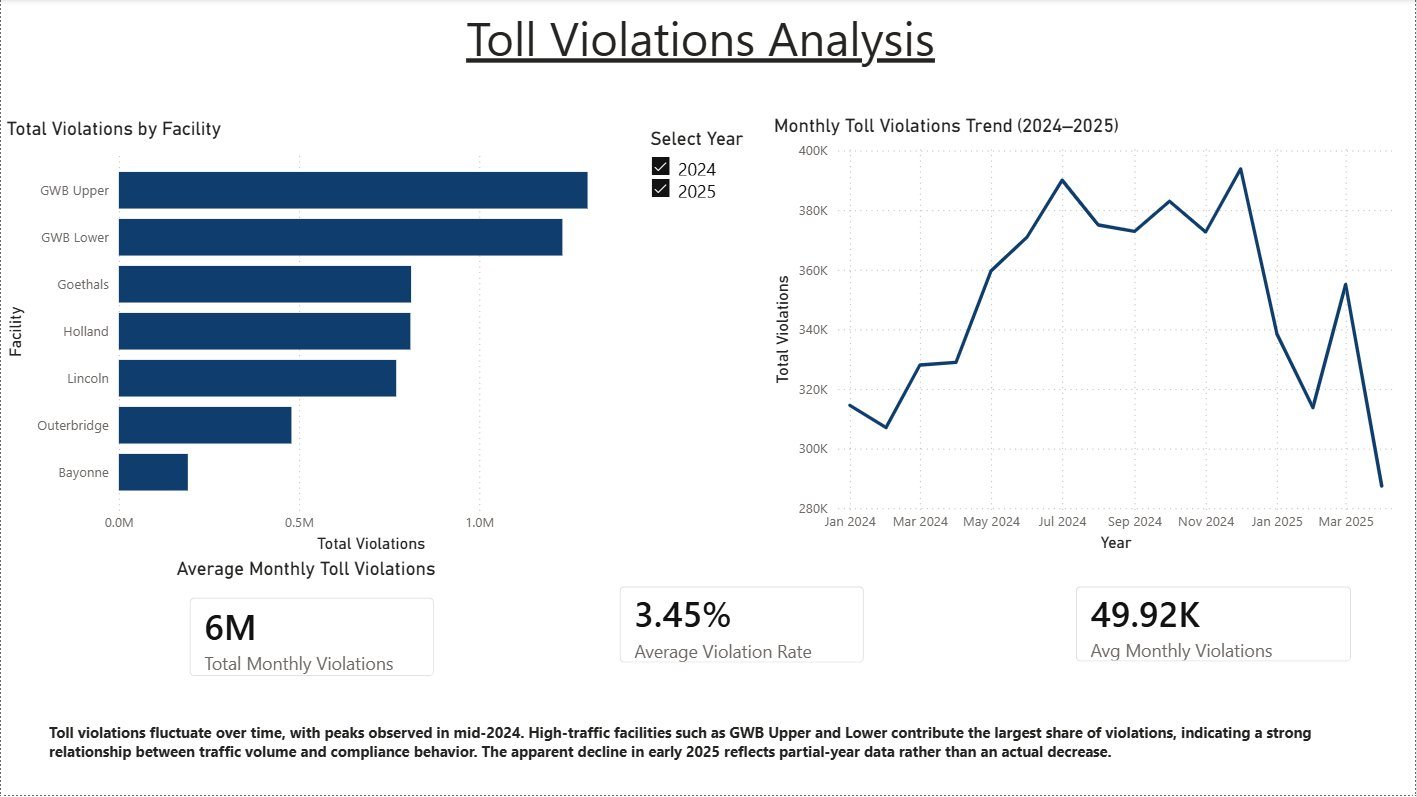 Toll Violations Analysis
Total Violations by Facility
Facility
GWB Upper
GWB Lower
Goethals
Holland
Lincoln
Outerbridge
Bayonne
0.0M 0.5M 1.0M
Total Violations
Select Year
2024
2025
Monthly Toll Violations Trend (2024–2025)
Total Violations
400K
380K
360K
340K
320K
300K
280K
Jan 2024 Mar 2024 May 2024 Jul 2024 Sep 2024 Nov 2024 Jan 2025 Mar 2025
Year
Average Monthly Toll Violations
6M
Total Monthly Violations
3.45%
Average Violation Rate
49.92K
Avg Monthly Violations
Toll violations fluctuate over time, with peaks observed in mid-2024. High-traffic facilities such as GWB Upper and Lower contribute the largest share of violations, indicating a strong
relationship between traffic volume and compliance behavior. The apparent decline in early 2025 reflects partial-year data rather than an actual decrease.